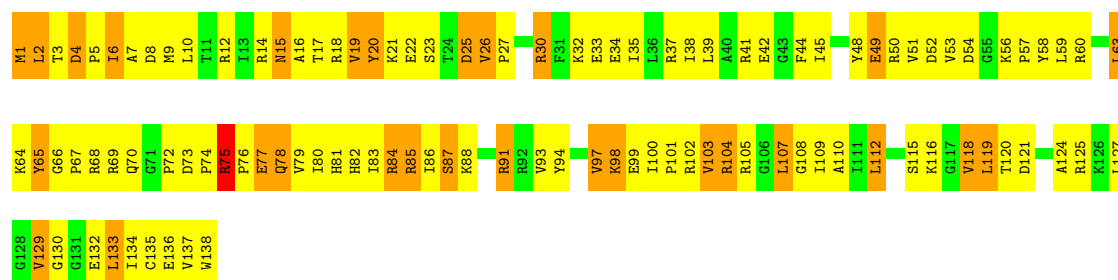 M1 L2 T3 D4 P5 I6 A7 D8 M9 L10 T11 R12 I13 R14 N15 A16 T17 R18 V19 Y20 K21 E22 S23 T24 D25 V26 P27 R30 F31 K32 E33 E34 I35 L36 R37 I38 L39 A40 R41 E42 G43 F44 I45 Y48 E49 R50 V51 D52 V53 D54 G55 K56 P57 Y58 L59 R60 L63
K64 Y65 G66 P67 R68 R69 Q70 G71 P72 D73 P74 R75 P76 E77 Q78 V79 I80 H81 H82 I83 R84 R85 I86 S87 K88 R91 R92 V93 Y94 V97 K98 E99 I100 P101 R102 V103 R104 R105 G106 L107 G108 I109 A110 I111 L112 S115 K116 G117 V118 L119 T120 D121 A124 R125 K126 L127
G128 V129 G130 G131 E132 L133 I134 C135 E136 V137 W138